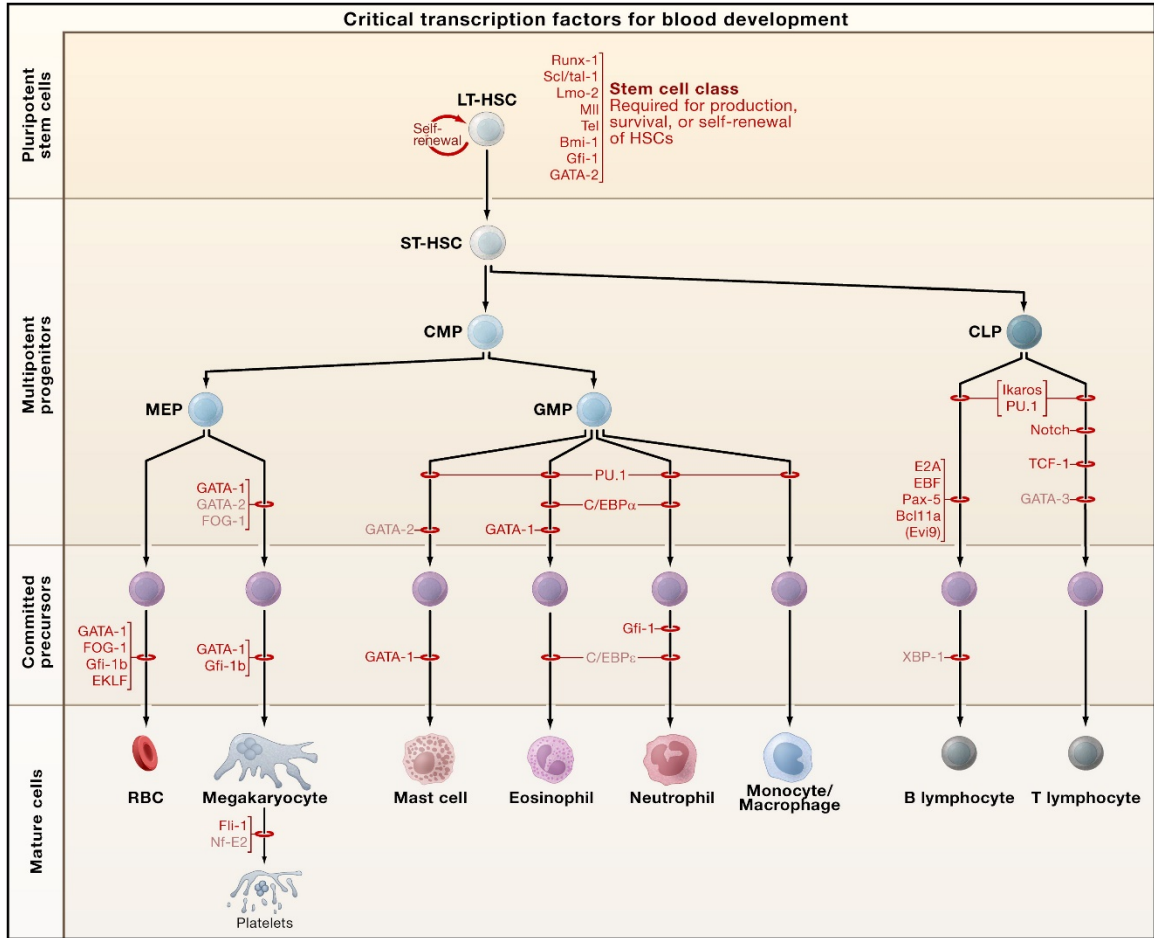 Critical transcription factors for blood development
Pluripotent
stem cells
LT-HSC
Self-
renewal
Runx-1
Scl/tal-1
Lmo-2
Mll
Tel
Bmi-1
Gfi-1
GATA-2
Stem cell class
Required for production,
survival, or self-renewal
of HSCs
Multipotent
progenitors
ST-HSC
CMP
CLP
MEP
GMP
Ikaros
PU.1
Notch
TCF-1
GATA-3
E2A
EBF
Pax-5
Bcl11a
(Evi9)
GATA-1
GATA-2
FOG-1
PU.1
C/EBPα
GATA-2
GATA-1
Committed
precursors
GATA-1
FOG-1
Gfi-1b
EKLF
GATA-1
Gfi-1b
GATA-1
Gfi-1
C/EBPε
XBP-1
Mature cells
RBC
Megakaryocyte
Mast cell
Eosinophil
Neutrophil
Monocyte/
Macrophage
B lymphocyte
T lymphocyte
Fli-1
Nf-E2
Platelets